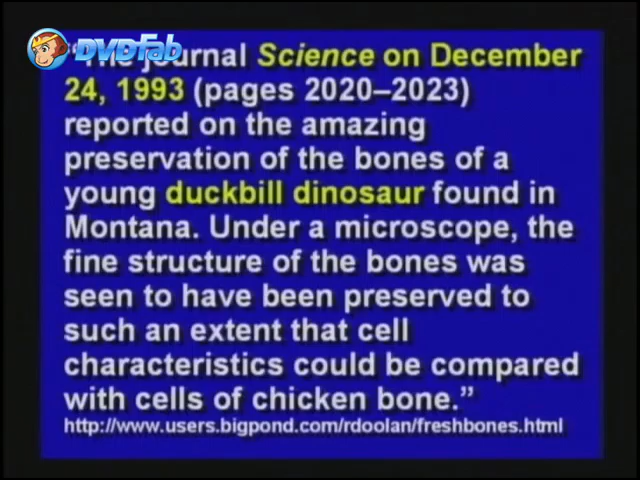 DVDFab
"The journal Science on December
24, 1993 (pages 2020–2023)
reported on the amazing
preservation of the bones of a
young duckbill dinosaur found in
Montana. Under a microscope, the
fine structure of the bones was
seen to have been preserved to
such an extent that cell
characteristics could be compared
with cells of chicken bone.”
http://www.users.bigpond.com/rdoolan/freshbones.html